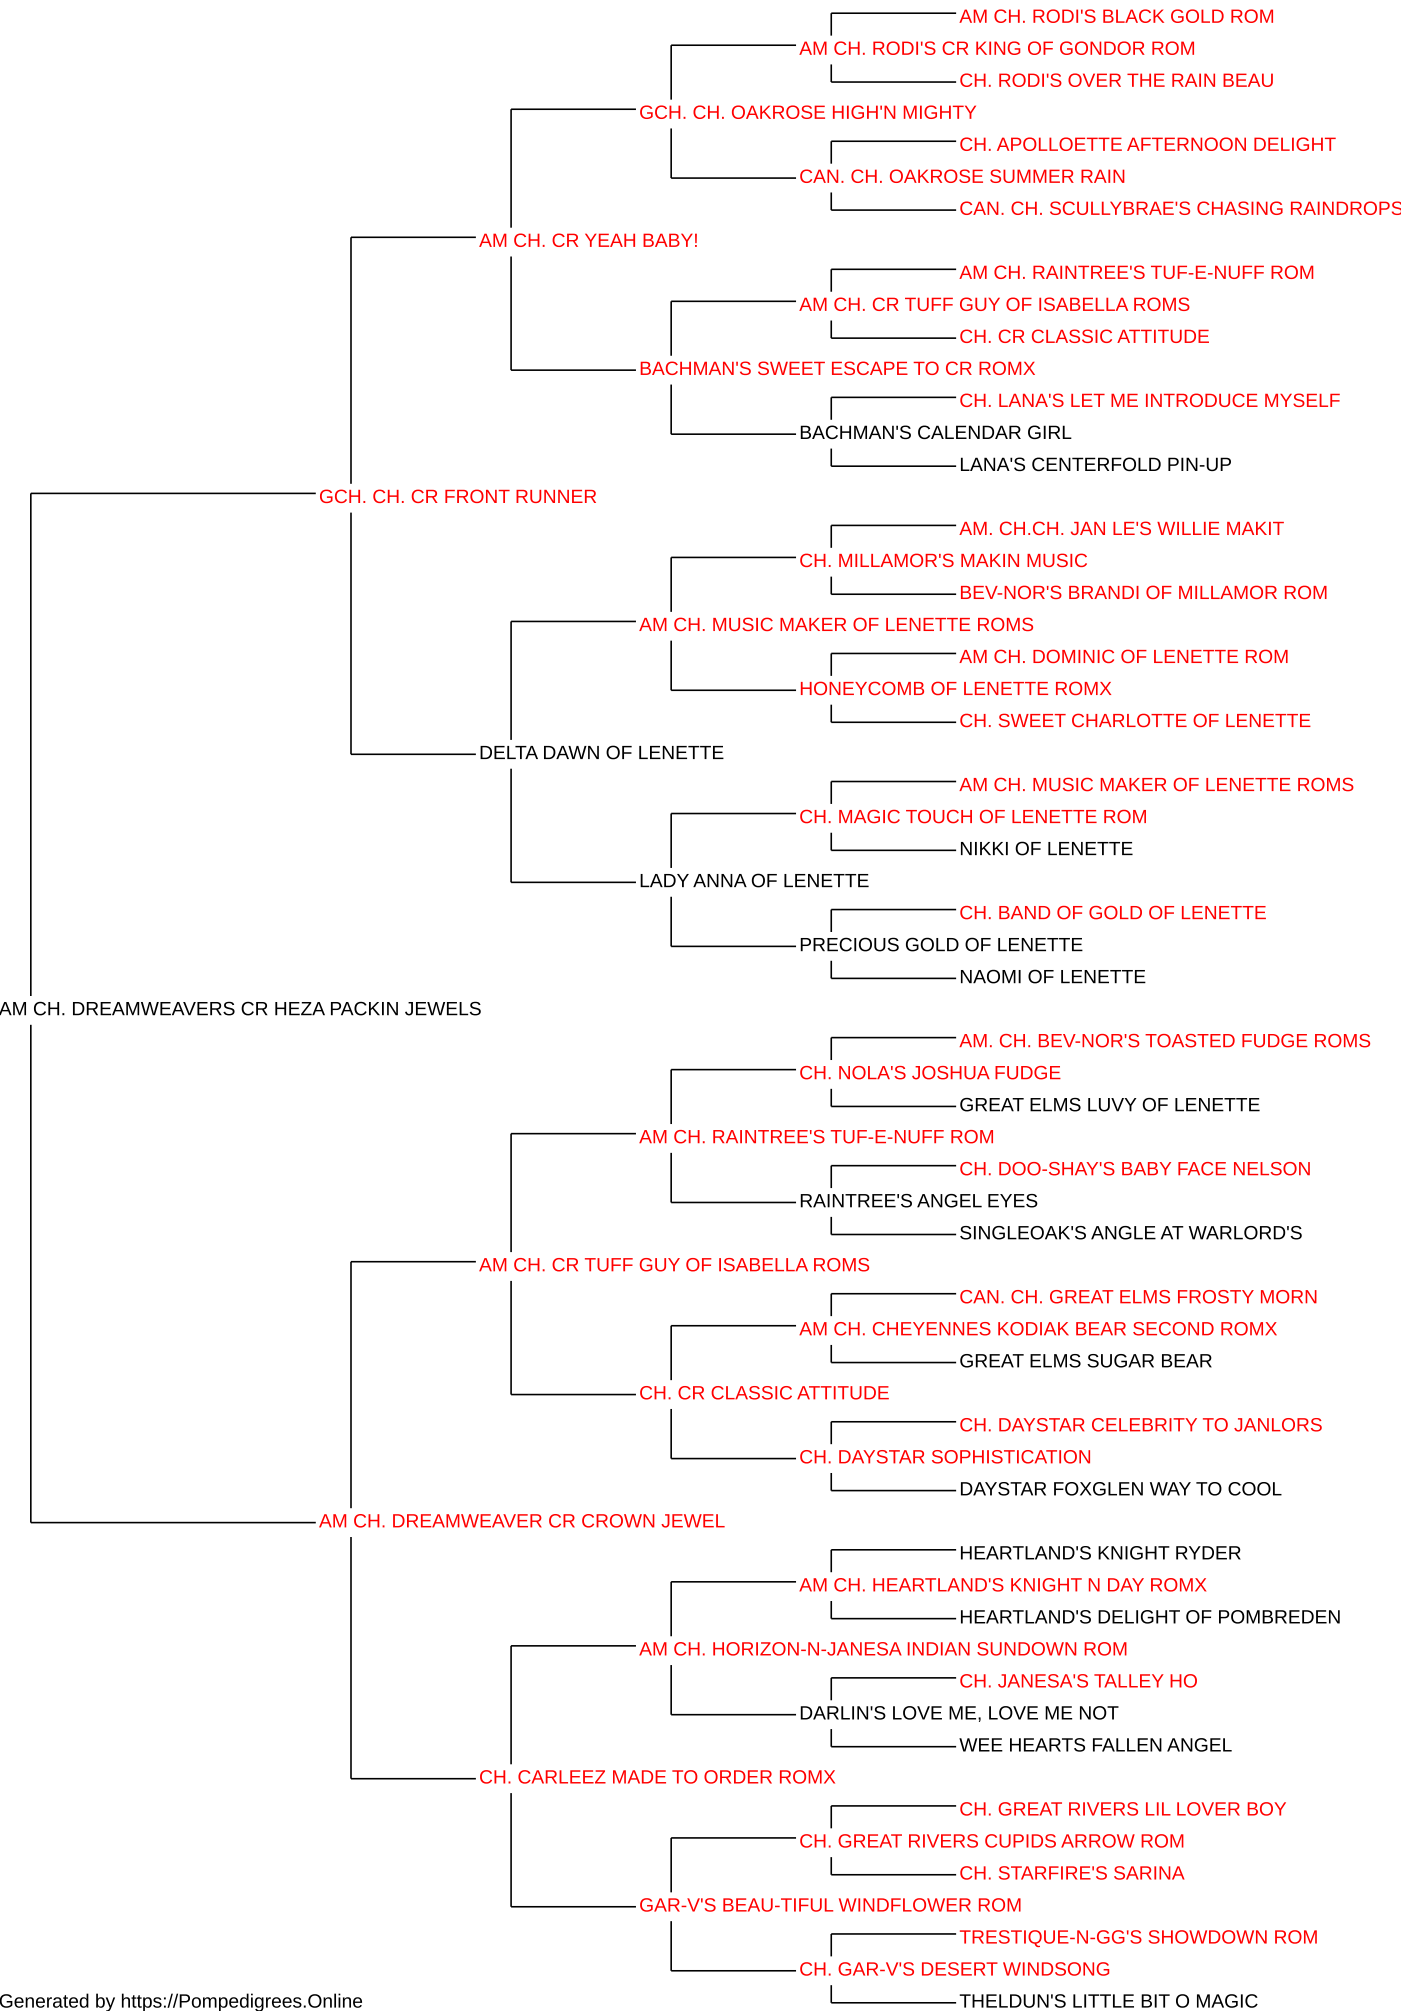 AM CH. RODI'S BLACK GOLD ROM
AM CH. RODI'S CR KING OF GONDOR ROM
CH. RODI'S OVER THE RAIN BEAU
GCH. CH. OAKROSE HIGH'N MIGHTY
CH. APOLLOETTE AFTERNOON DELIGHT
CAN. CH. OAKROSE SUMMER RAIN
CAN. CH. SCULLYBRAE'S CHASING RAINDROPS
AM CH. CR YEAH BABY!
AM CH. RAINTREE'S TUF-E-NUFF ROM
AM CH. CR TUFF GUY OF ISABELLA ROMS
CH. CR CLASSIC ATTITUDE
BACHMAN'S SWEET ESCAPE TO CR ROMX
CH. LANA'S LET ME INTRODUCE MYSELF
BACHMAN'S CALENDAR GIRL
LANA'S CENTERFOLD PIN-UP
GCH. CH. CR FRONT RUNNER
AM. CH.CH. JAN LE'S WILLIE MAKIT
CH. MILLAMOR'S MAKIN MUSIC
BEV-NOR'S BRANDI OF MILLAMOR ROM
AM CH. MUSIC MAKER OF LENETTE ROMS
AM CH. DOMINIC OF LENETTE ROM
HONEYCOMB OF LENETTE ROMX
CH. SWEET CHARLOTTE OF LENETTE
DELTA DAWN OF LENETTE
AM CH. MUSIC MAKER OF LENETTE ROMS
CH. MAGIC TOUCH OF LENETTE ROM
NIKKI OF LENETTE
LADY ANNA OF LENETTE
CH. BAND OF GOLD OF LENETTE
PRECIOUS GOLD OF LENETTE
NAOMI OF LENETTE
AM CH. DREAMWEAVERS CR HEZA PACKIN JEWELS
AM. CH. BEV-NOR'S TOASTED FUDGE ROMS
CH. NOLA'S JOSHUA FUDGE
GREAT ELMS LUVY OF LENETTE
AM CH. RAINTREE'S TUF-E-NUFF ROM
CH. DOO-SHAY'S BABY FACE NELSON
RAINTREE'S ANGEL EYES
SINGLEOAK'S ANGLE AT WARLORD'S
AM CH. CR TUFF GUY OF ISABELLA ROMS
CAN. CH. GREAT ELMS FROSTY MORN
AM CH. CHEYENNES KODIAK BEAR SECOND ROMX
GREAT ELMS SUGAR BEAR
CH. CR CLASSIC ATTITUDE
CH. DAYSTAR CELEBRITY TO JANLORS
CH. DAYSTAR SOPHISTICATION
DAYSTAR FOXGLEN WAY TO COOL
AM CH. DREAMWEAVER CR CROWN JEWEL
HEARTLAND'S KNIGHT RYDER
AM CH. HEARTLAND'S KNIGHT N DAY ROMX
HEARTLAND'S DELIGHT OF POMBREDEN
AM CH. HORIZON-N-JANESA INDIAN SUNDOWN ROM
CH. JANESA'S TALLEY HO
DARLIN'S LOVE ME, LOVE ME NOT
WEE HEARTS FALLEN ANGEL
CH. CARLEEZ MADE TO ORDER ROMX
CH. GREAT RIVERS LIL LOVER BOY
CH. GREAT RIVERS CUPIDS ARROW ROM
CH. STARFIRE'S SARINA
GAR-V'S BEAU-TIFUL WINDFLOWER ROM
TRESTIQUE-N-GG'S SHOWDOWN ROM
CH. GAR-V'S DESERT WINDSONG
THELDUN'S LITTLE BIT O MAGIC
Generated by https://Pompedigrees.Online